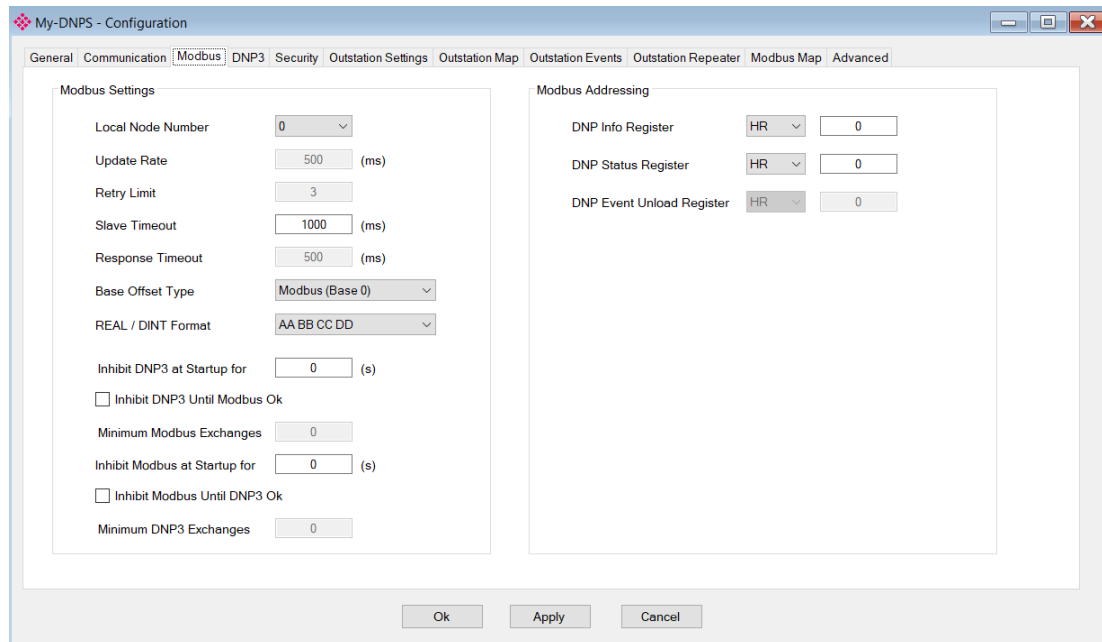 My-DNPS - Configuration
General Communication Modbus DNP3 Security Outstation Settings Outstation Map Outstation Events Outstation Repeater Modbus Map Advanced
Modbus Settings
Local Node Number 0
Update Rate 500 (ms)
Retry Limit 3
Slave Timeout 1000 (ms)
Response Timeout 500 (ms)
Base Offset Type Modbus (Base 0)
REAL / DINT Format AA BB CC DD
Inhibit DNP3 at Startup for 0 (s)
Inhibit DNP3 Until Modbus Ok
Minimum Modbus Exchanges 0
Inhibit Modbus at Startup for 0 (s)
Inhibit Modbus Until DNP3 Ok
Minimum DNP3 Exchanges 0
Modbus Addressing
DNP Info Register HR 0
DNP Status Register HR 0
DNP Event Unload Register HR 0
Ok Apply Cancel